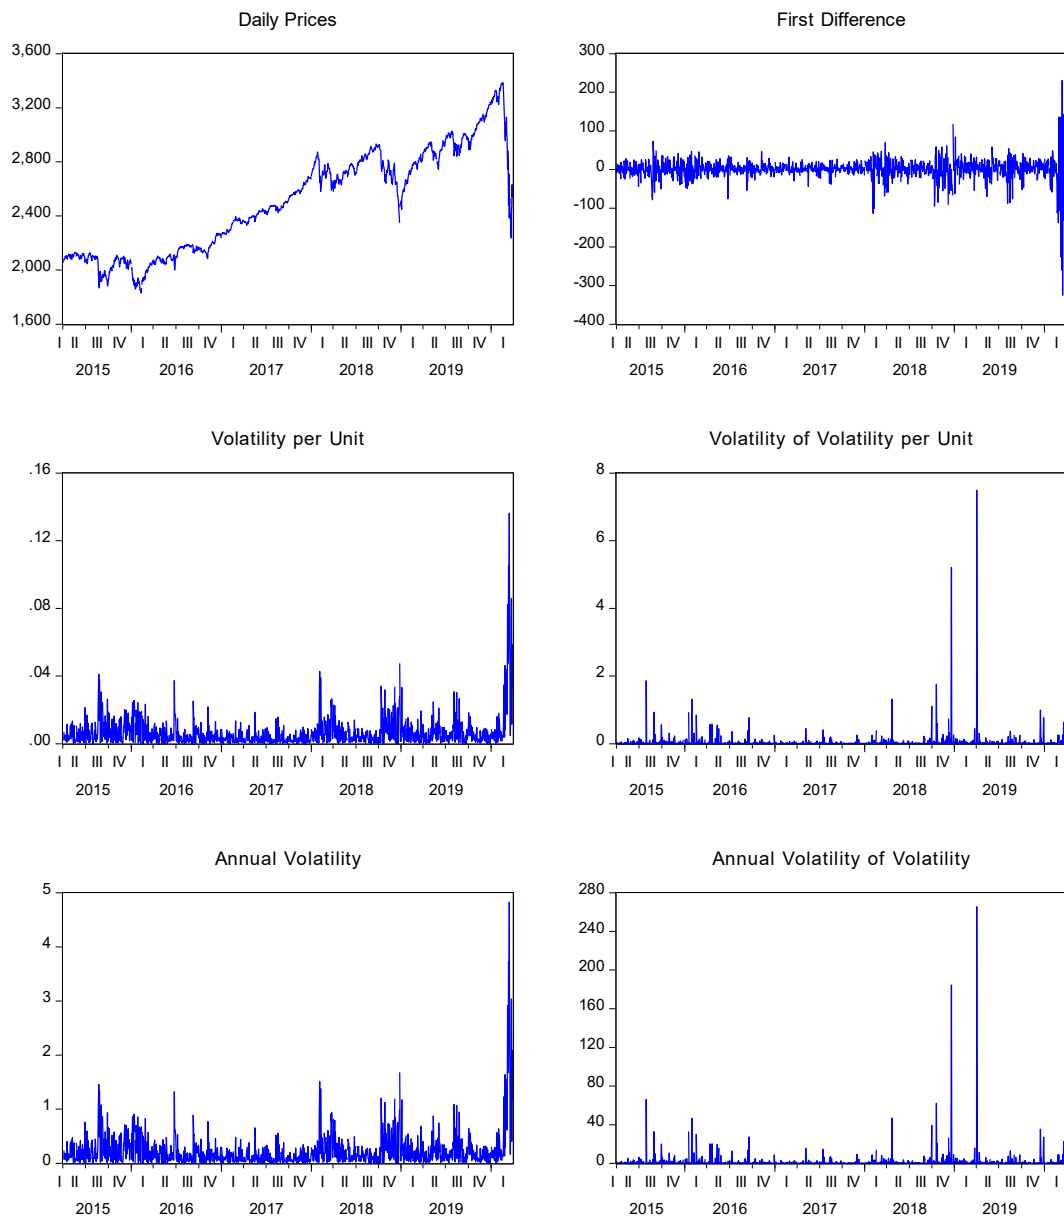 Daily Prices
3,600
3,200
2,800
2,400
2,000
1,600
I II III IV I II III IV I II III IV I II III IV I II III IV I
2015 2016 2017 2018 2019
First Difference
300
200
100
0
-100
-200
-300
-400
I II III IV I II III IV I II III IV I II III IV I II III IV I
2015 2016 2017 2018 2019
Volatility per Unit
.16
.12
.08
.04
.00
I II III IV I II III IV I II III IV I II III IV I II III IV I
2015 2016 2017 2018 2019
Volatility of Volatility per Unit
8
6
4
2
0
I II III IV I II III IV I II III IV I II III IV I II III IV I
2015 2016 2017 2018 2019
Annual Volatility
5
4
3
2
1
0
I II III IV I II III IV I II III IV I II III IV I II III IV I
2015 2016 2017 2018 2019
Annual Volatility of Volatility
280
240
200
160
120
80
40
0
I II III IV I II III IV I II III IV I II III IV I II III IV I
2015 2016 2017 2018 2019